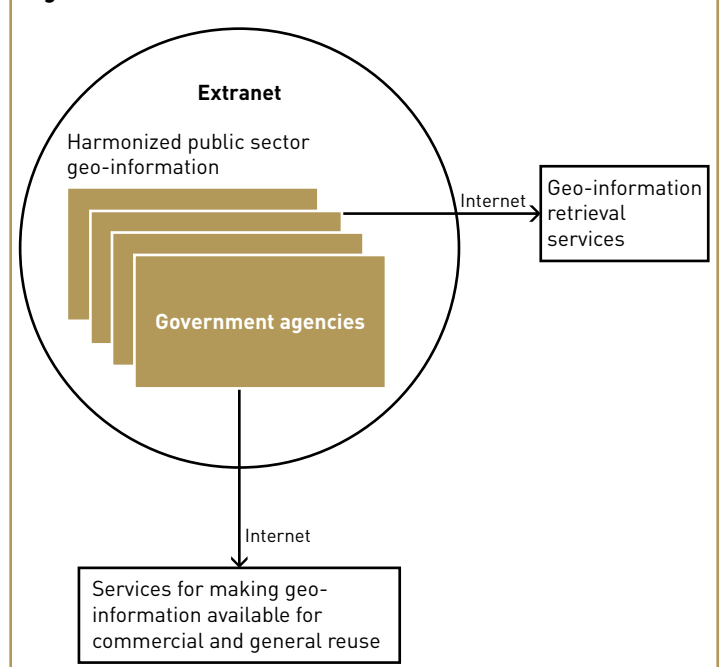 Extranet
Harmonized public sector
geo-information
Government agencies
Internet
Geo-information
retrieval
services
Internet
Services for making geo-
information available for
commercial and general reuse